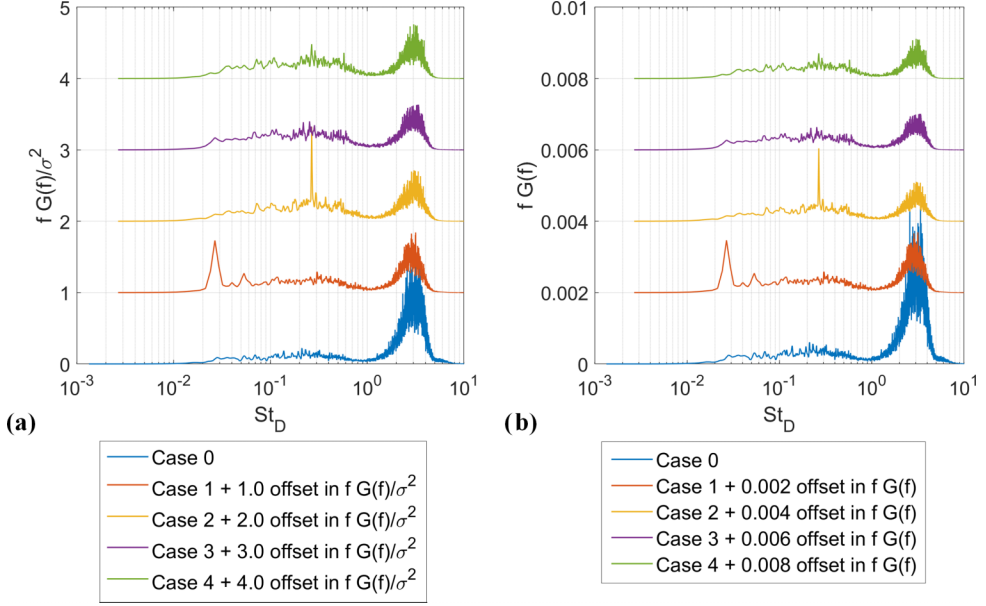 5
4
3
2
1
0
f G(f)/σ²
10⁻³ 10⁻² 10⁻¹ 10⁰ 10¹
St_D
(a)
Case 0
Case 1 + 1.0 offset in f G(f)/σ²
Case 2 + 2.0 offset in f G(f)/σ²
Case 3 + 3.0 offset in f G(f)/σ²
Case 4 + 4.0 offset in f G(f)/σ²
0.01
0.008
0.006
0.004
0.002
0
f G(f)
10⁻³ 10⁻² 10⁻¹ 10⁰ 10¹
St_D
(b)
Case 0
Case 1 + 0.002 offset in f G(f)
Case 2 + 0.004 offset in f G(f)
Case 3 + 0.006 offset in f G(f)
Case 4 + 0.008 offset in f G(f)